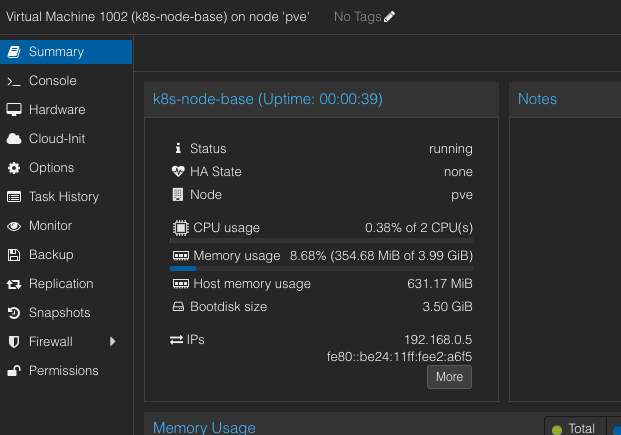 Virtual Machine 1002 (k8s-node-base) on node 'pve' No Tags
Summary
Console
Hardware
Cloud-Init
Options
Task History
Monitor
Backup
Replication
Snapshots
Firewall
Permissions
k8s-node-base (Uptime: 00:00:39)
Status running
HA State none
Node pve
CPU usage 0.38% of 2 CPU(s)
Memory usage 8.68% (354.68 MiB of 3.99 GiB)
Host memory usage 631.17 MiB
Bootdisk size 3.50 GiB
IPs 192.168.0.5
fe80::be24:11ff:fee2:a6f5
More
Notes
Memory Usage
Total